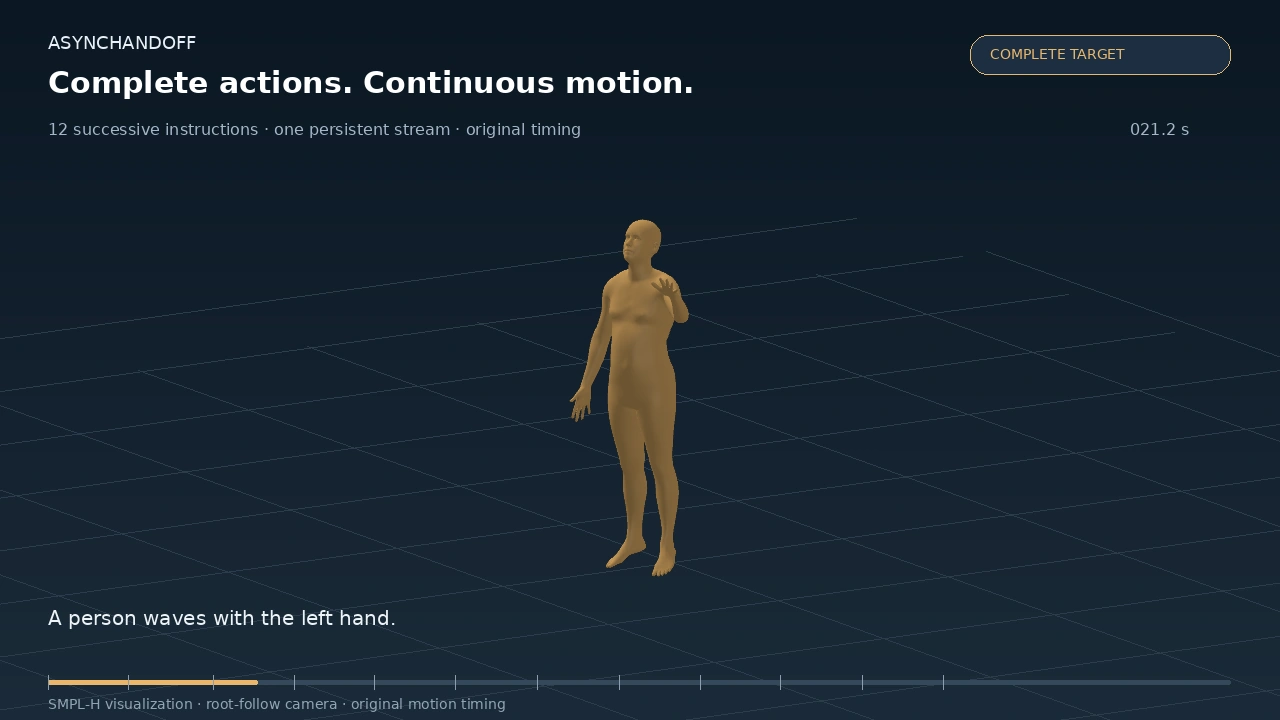 ASYNCHANDOFF
COMPLETE TARGET
Complete actions. Continuous motion.
12 successive instructions · one persistent stream · original timing
021.2 s
A person waves with the left hand.
SMPL-H visualization · root-follow camera · original motion timing